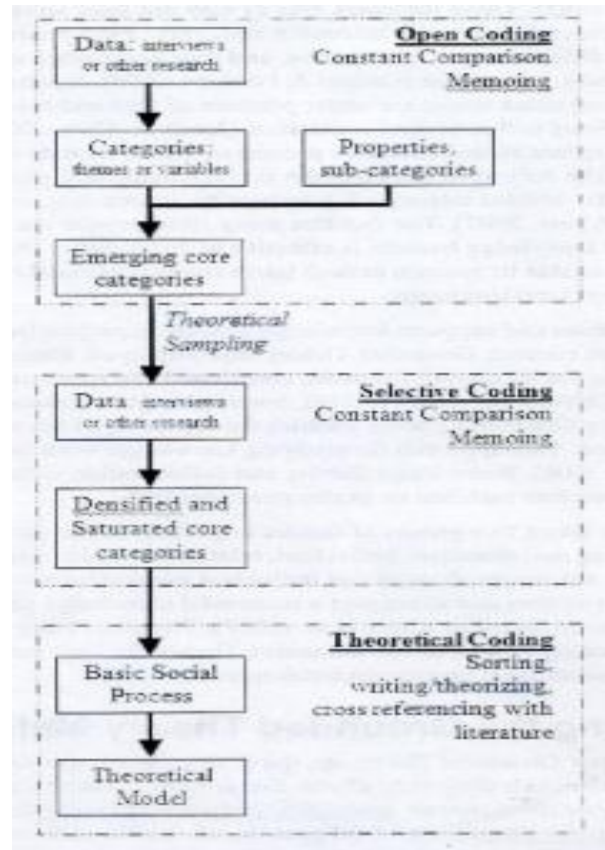 Data: interviews
or other research
Open Coding
Constant Comparison
Memoing
Categories:
themes or variables
Properties,
sub-categories
Emerging core
categories
Theoretical
Sampling
Data: interviews
or other research
Selective Coding
Constant Comparison
Memoing
Densified and
Saturated core
categories
Theoretical Coding
Sorting,
writing/theorizing,
cross referencing with
literature
Basic Social
Process
Theoretical
Model